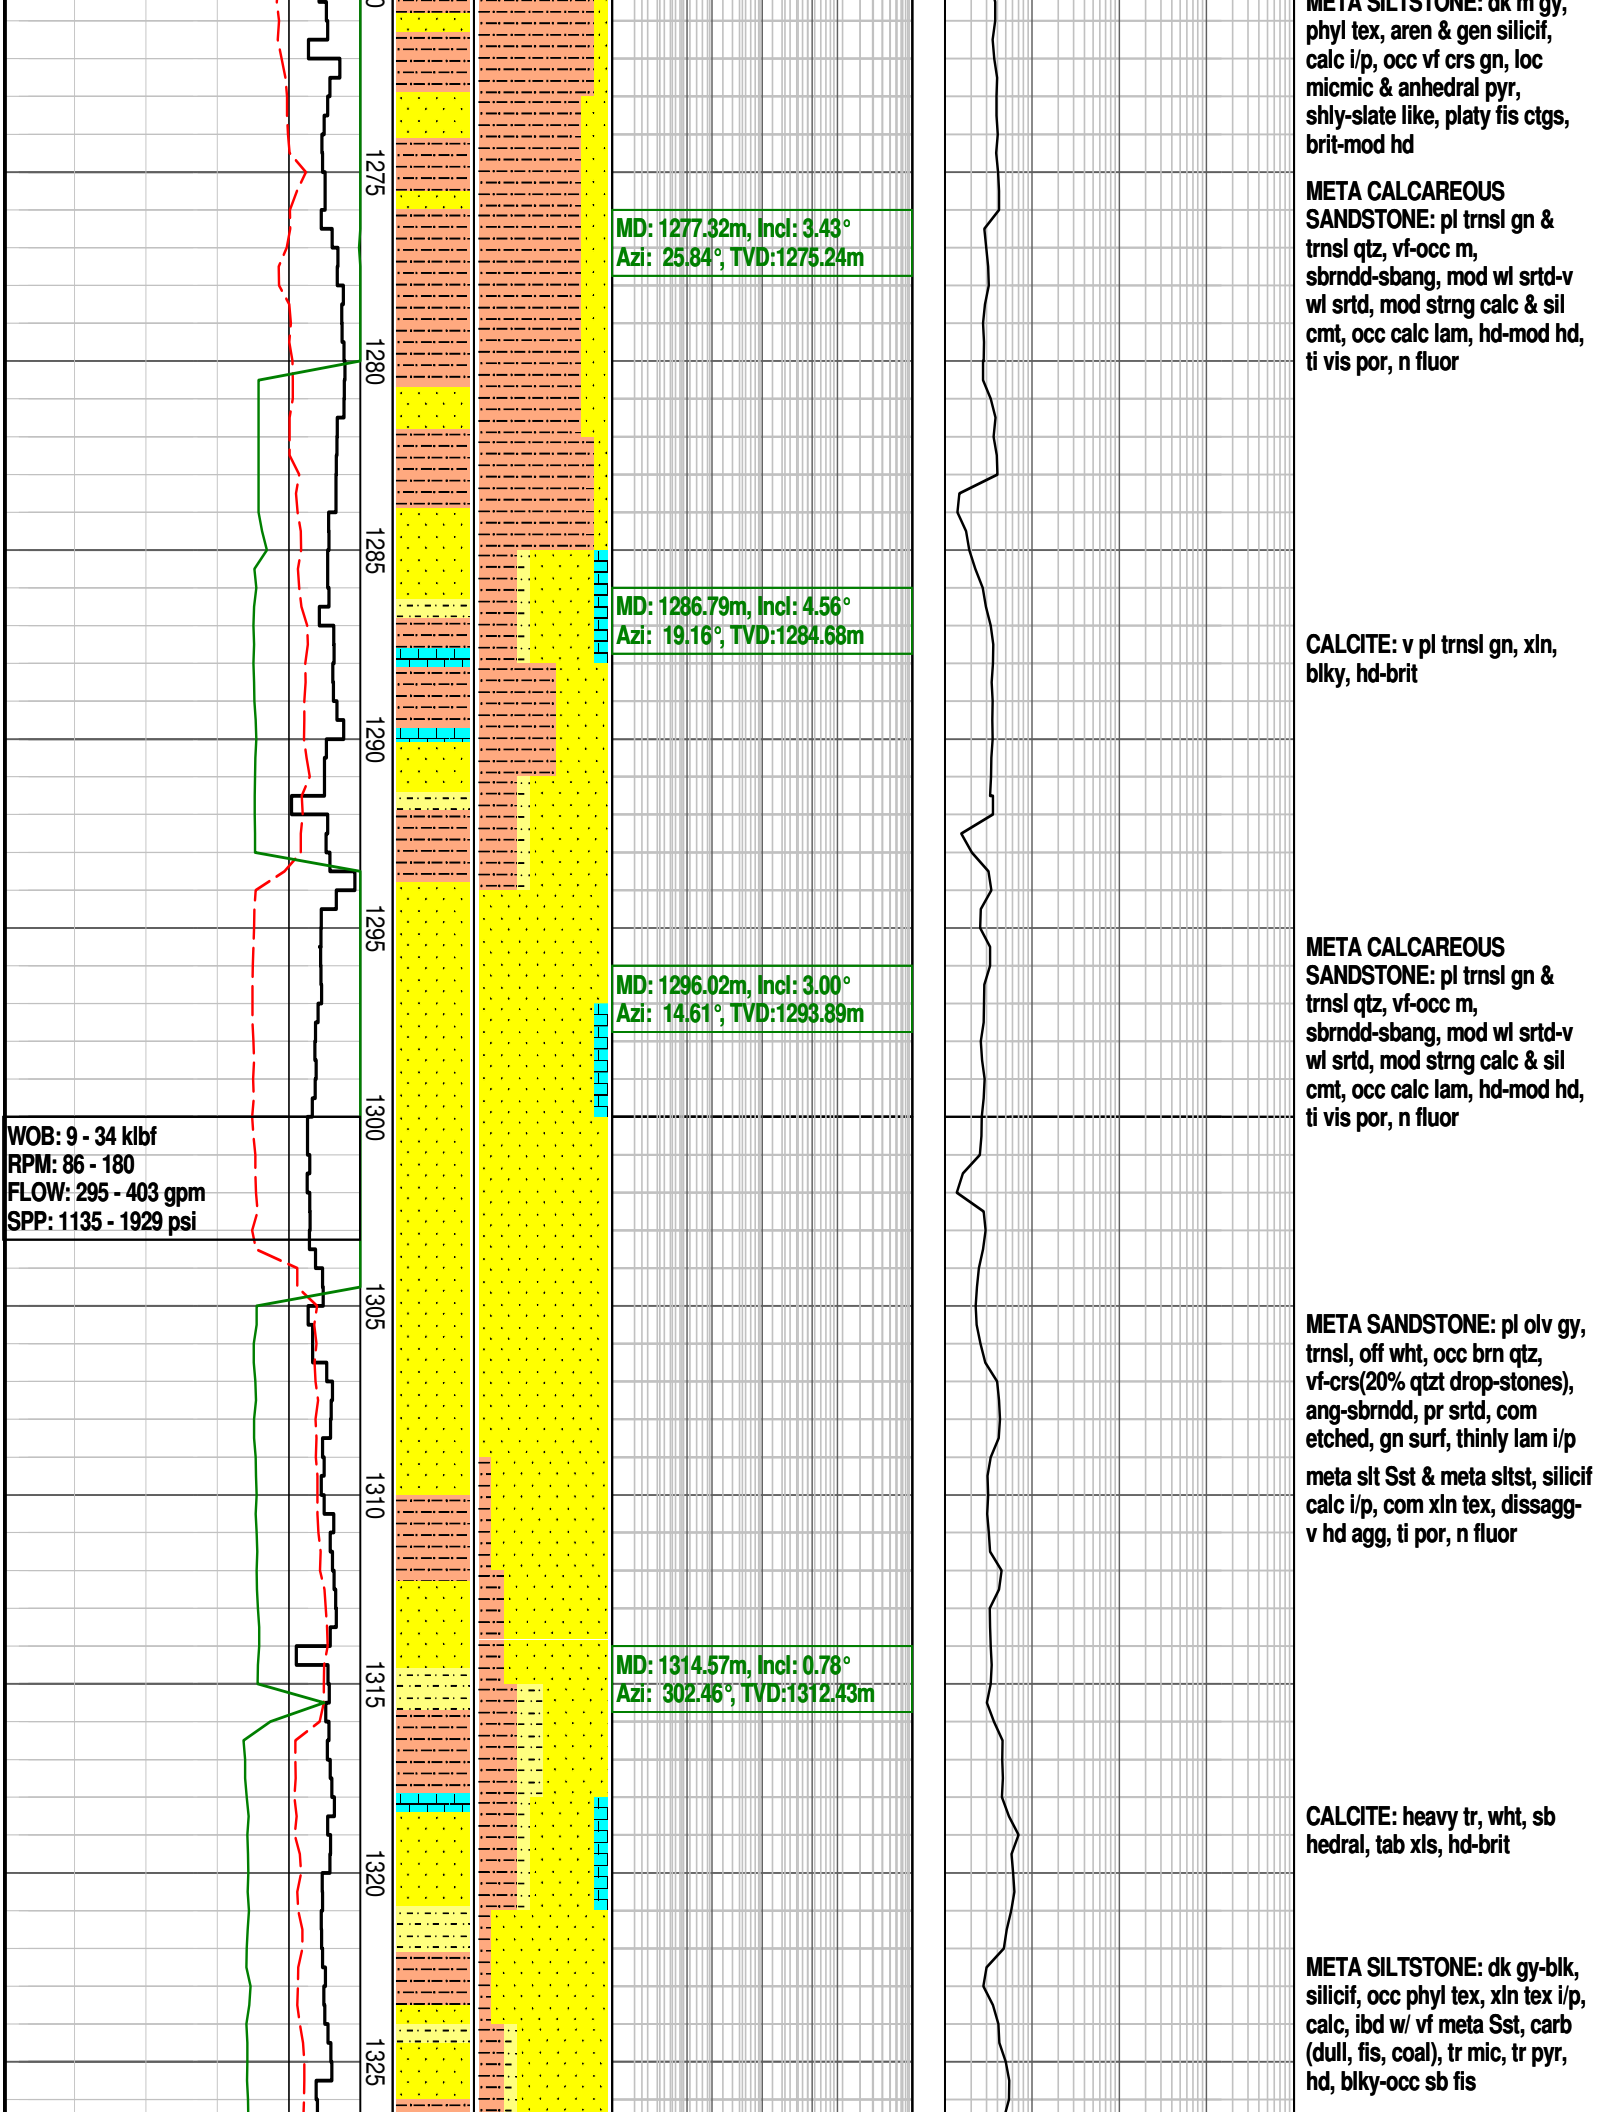 META SILTSTONE: dk m gy,
phyl tex, aren & gen silicif,
calc i/p, occ vf crs gn, loc
micmic & anhedral pyr,
shly-slate like, platy fis ctgs,
brit-mod hd
1275
META CALCAREOUS
SANDSTONE: pl trnsl gn &
trnsl qtz, vf-occ m,
sbrndd-sbang, mod wl srtd-v
wl srtd, mod strng calc & sil
cmt, occ calc lam, hd-mod hd,
ti vis por, n fluor
MD: 1277.32m, Incl: 3.43°
Azi: 25.84°, TVD:1275.24m
1280
1285
MD: 1286.79m, Incl: 4.56°
Azi: 19.16°, TVD:1284.68m
CALCITE: v pl trnsl gn, xln,
blky, hd-brit
1290
1295
META CALCAREOUS
SANDSTONE: pl trnsl gn &
trnsl qtz, vf-occ m,
sbrndd-sbang, mod wl srtd-v
wl srtd, mod strng calc & sil
cmt, occ calc lam, hd-mod hd,
ti vis por, n fluor
MD: 1296.02m, Incl: 3.00°
Azi: 14.61°, TVD:1293.89m
1300
WOB: 9 - 34 klbf
RPM: 86 - 180
FLOW: 295 - 403 gpm
SPP: 1135 - 1929 psi
1305
META SANDSTONE: pl olv gy,
trnsl, off wht, occ brn qtz,
vf-crs(20% qtzt drop-stones),
ang-sbrndd, pr srtd, com
etched, gn surf, thinly lam i/p
meta slt Sst & meta sltst, silicif
calc i/p, com xln tex, dissagg-
v hd agg, ti por, n fluor
1310
1315
MD: 1314.57m, Incl: 0.78°
Azi: 302.46°, TVD:1312.43m
CALCITE: heavy tr, wht, sb
hedral, tab xls, hd-brit
1320
META SILTSTONE: dk gy-blk,
silicif, occ phyl tex, xln tex i/p,
calc, ibd w/ vf meta Sst, carb
(dull, fis, coal), tr mic, tr pyr,
hd, blky-occ sb fis
1325